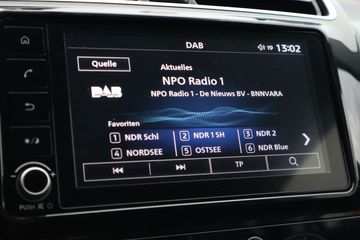 DAB
19 13:02
Quelle
Aktuelles
NPO Radio 1
DAB
NPO Radio 1 - De Nieuws BV - BNNVARA
Favoriten
1 NDR Schl 2 NDR 1 SH 3 NDR 2
4 NORDSEE 5 OSTSEE 6 NDR Blue
TP
PUSH